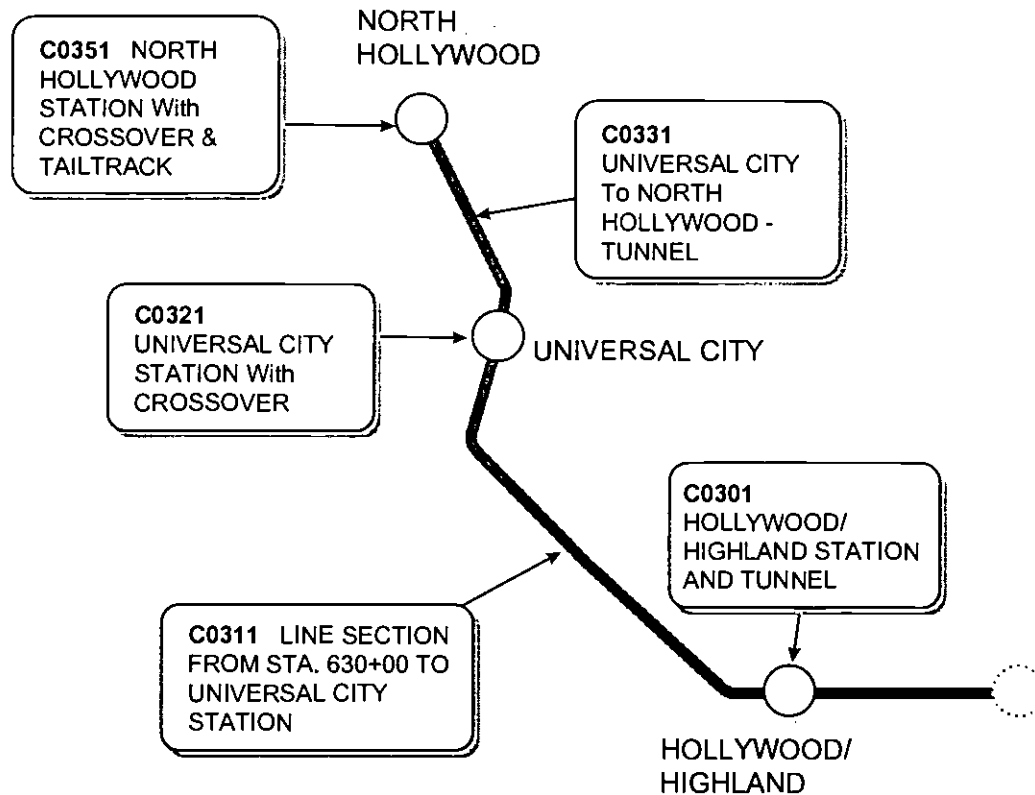 NORTH
HOLLYWOOD
C0351 NORTH
HOLLYWOOD
STATION With
CROSSOVER &
TAILTRACK
C0331
UNIVERSAL CITY
To NORTH
HOLLYWOOD -
TUNNEL
C0321
UNIVERSAL CITY
STATION With
CROSSOVER
UNIVERSAL CITY
C0301
HOLLYWOOD/
HIGHLAND STATION
AND TUNNEL
C0311 LINE SECTION
FROM STA. 630+00 TO
UNIVERSAL CITY
STATION
HOLLYWOOD/
HIGHLAND